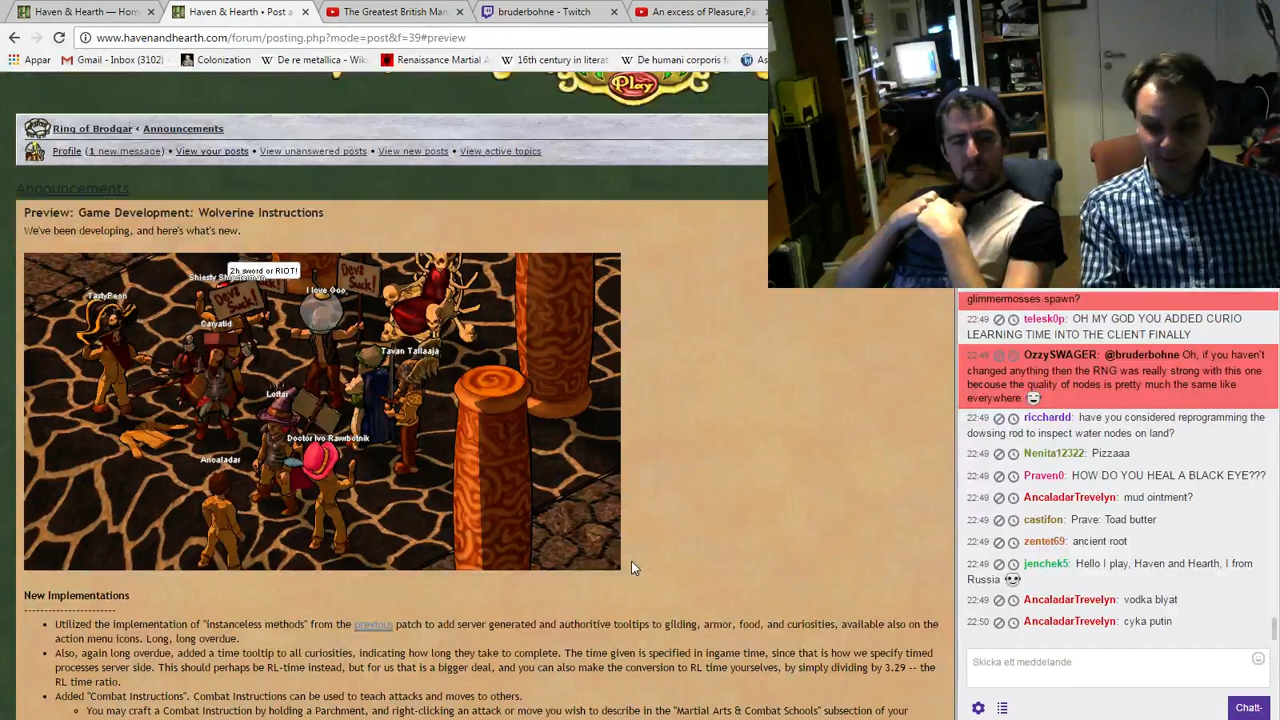 Haven & Hearth — Hom
Haven & Hearth • Post a
The Greatest British Marc
bruderbohne - Twitch
An excess of Pleasure,Pai
www.havenandhearth.com/forum/posting.php?mode=post&f=39#preview
Appar
Gmail - Inbox (3102)
Colonization
De re metallica - Wiki
Renaissance Martial A
16th century in literat
De humani corporis fa
Play
Ring of Brodgar ‹ Announcements
Profile (1 new message) • View your posts • View unanswered posts • View new posts • View active topics
Announcements
Preview: Game Development: Wolverine Instructions
We've been developing, and here's what's new.
2h sword or RIOT!
Devs Suck!
I love Goo
TastyPeon
Devs Suck!
Caryatid
Tavan Taliaaja
Loftar
Doctor Ivo Rawrbotnik
Ancaladar
New Implementations
----------------------
• Utilized the implementation of "instanceless methods" from the previous patch to add server generated and authoritive tooltips to gilding, armor, food, and curiosities, available also on the
action menu icons. Long, long overdue.
• Also, again long overdue, added a time tooltip to all curiosities, indicating how long they take to complete. The time given is specified in ingame time, since that is how we specify timed
processes server side. This should perhaps be RL-time instead, but for us that is a bigger deal, and you can also make the conversion to RL time yourselves, by simply dividing by 3.29 -- the
RL time ratio.
• Added "Combat Instructions". Combat Instructions can be used to teach attacks and moves to others.
You may craft a Combat Instruction by holding a Parchment, and right-clicking an attack or move you wish to describe in the "Martial Arts & Combat Schools" subsection of your
glimmermosses spawn?
22:49 telesk0p: OH MY GOD YOU ADDED CURIO
LEARNING TIME INTO THE CLIENT FINALLY
22:49 OzzySWAGER: @bruderbohne Oh, if you haven't
changed anything then the RNG was really strong with this one
becouse the quality of nodes is pretty much the same like
everywhere
22:49 ricchardd: have you considered reprogramming the
dowsing rod to inspect water nodes on land?
22:49 Nenita12322: Pizzaaa
22:49 Praven0: HOW DO YOU HEAL A BLACK EYE???
22:49 AncaladarTrevelyn: mud ointment?
22:49 castifon: Prave: Toad butter
22:49 zentet69: ancient root
22:49 jenchek5: Hello I play, Haven and Hearth, I from
Russia
22:49 AncaladarTrevelyn: vodka blyat
22:50 AncaladarTrevelyn: cyka putin
Skicka ett meddelande
Chatt-